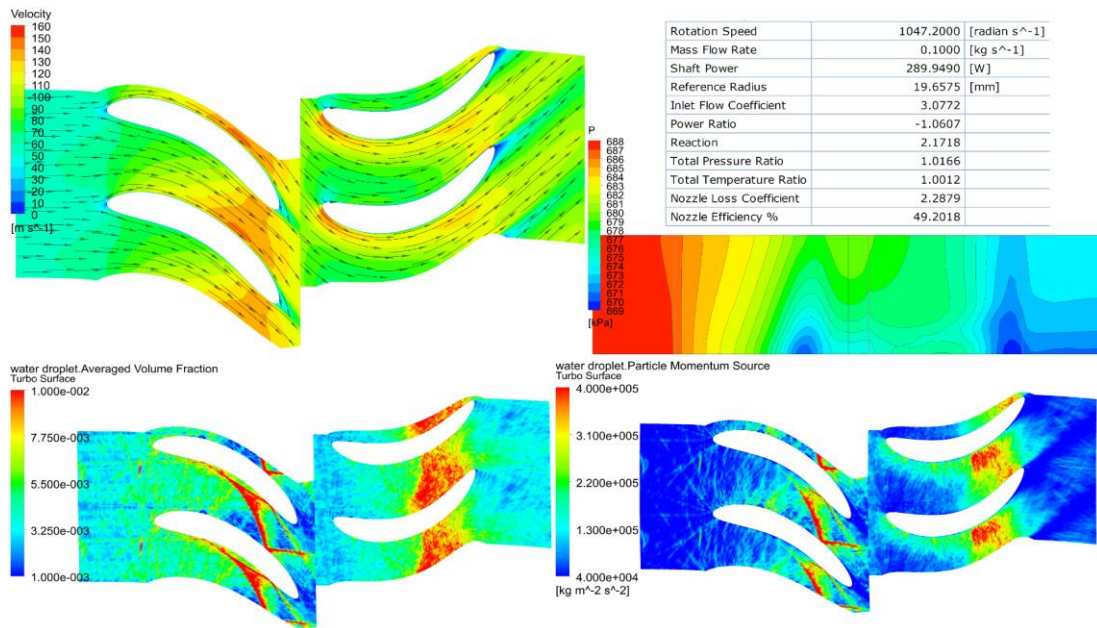 Velocity
160
150
140
130
120
110
100
90
80
70
60
50
40
30
20
10
0
[m s^-1]
Rotation Speed 1047.2000 [radian s^-1]
Mass Flow Rate 0.1000 [kg s^-1]
Shaft Power 289.9490 [W]
Reference Radius 19.6575 [mm]
Inlet Flow Coefficient 3.0772
Power Ratio -1.0607
Reaction 2.1718
Total Pressure Ratio 1.0166
Total Temperature Ratio 1.0012
Nozzle Loss Coefficient 2.2879
Nozzle Efficiency % 49.2018
P
688
687
686
685
684
683
682
681
680
679
678
677
676
675
674
673
672
671
670
669
[kPa]
water droplet.Averaged Volume Fraction
Turbo Surface
1.000e-002
7.750e-003
5.500e-003
3.250e-003
1.000e-003
water droplet.Particle Momentum Source
Turbo Surface
4.000e+005
3.100e+005
2.200e+005
1.300e+005
4.000e+004
[kg m^-2 s^-2]